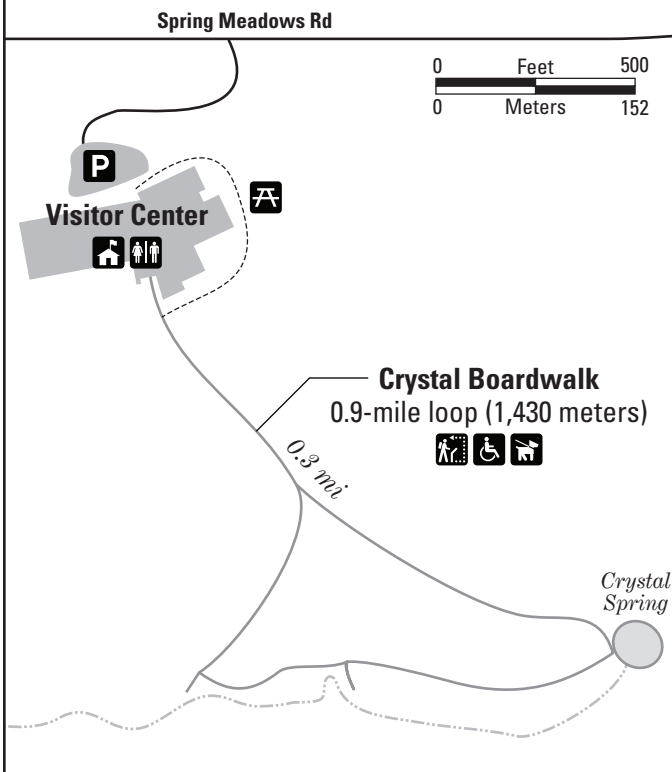 Spring Meadows Rd
0 Feet 500
0 Meters 152
P
Visitor Center
Crystal Boardwalk
0.9-mile loop (1,430 meters)
0.3 mi
Crystal
Spring